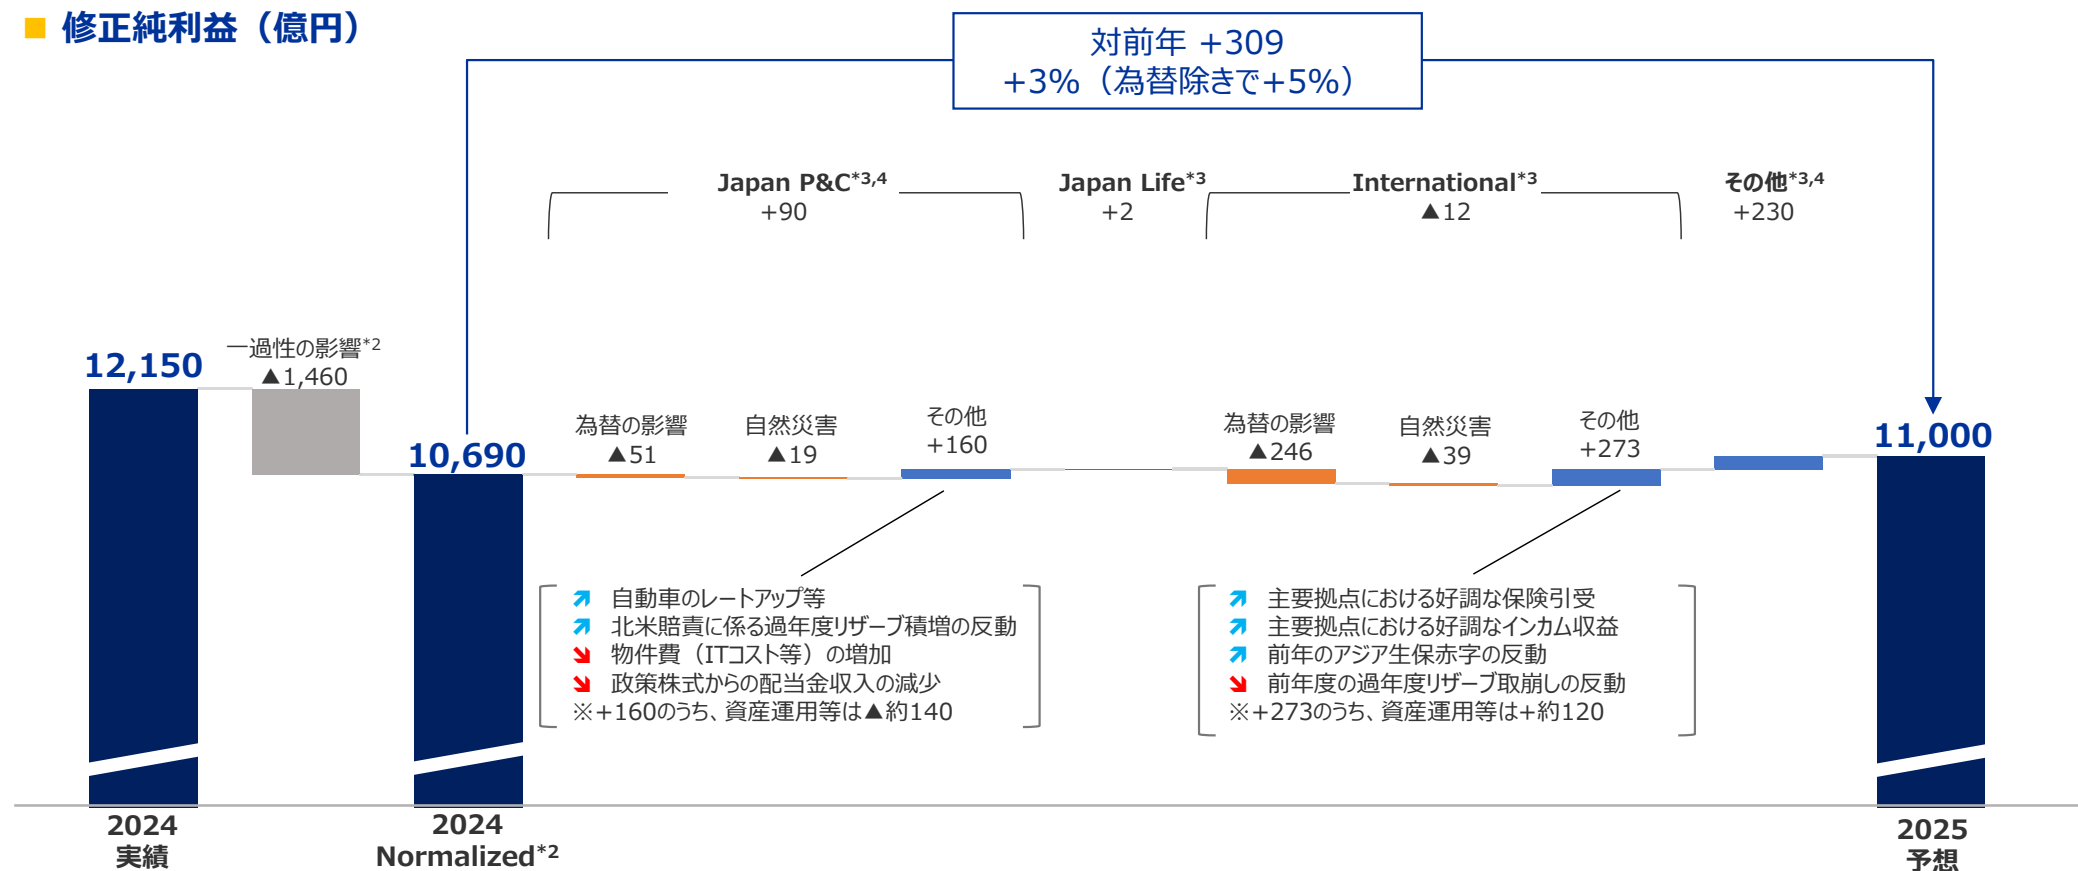 ■ 修正純利益（億円）
対前年 +309
+3%（為替除きで+5%）
Japan P&C*3,4
+90
Japan Life*3
+2
International*3
▲12
その他*3,4
+230
12,150
一過性の影響*2
▲1,460
10,690
為替の影響
▲51
自然災害
▲19
その他
+160
為替の影響
▲246
自然災害
▲39
その他
+273
11,000
自動車のレートアップ等
北米賠責に係る過年度リザーブ積増の反動
物件費（ITコスト等）の増加
政策株式からの配当金収入の減少
※+160のうち、資産運用等は▲約140
主要拠点における好調な保険引受
主要拠点における好調なインカム収益
前年のアジア生保赤字の反動
前年度の過年度リザーブ取崩しの反動
※+273のうち、資産運用等は+約120
2024
実績
2024
Normalized*2
2025
予想